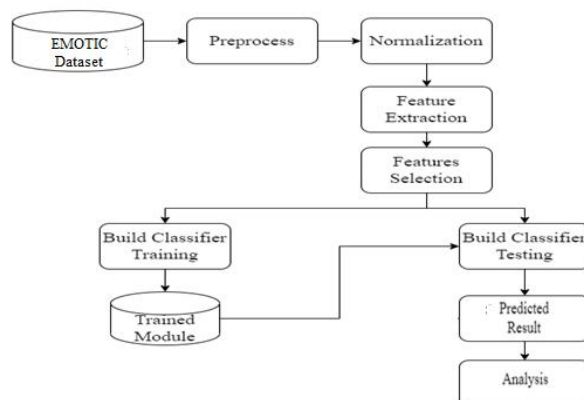 EMOTIC
Dataset
Preprocess
Normalization
Feature
Extraction
Features
Selection
Build Classifier
Training
Build Classifier
Testing
Trained
Module
Predicted
Result
Analysis